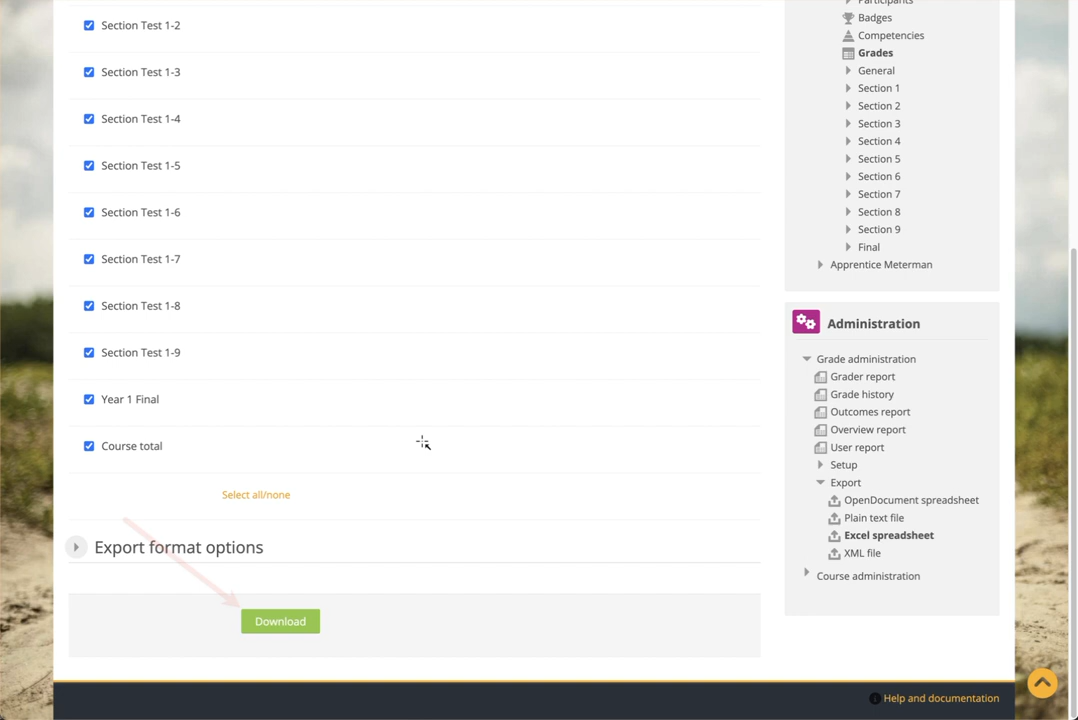 Section Test 1-2
Section Test 1-3
Section Test 1-4
Section Test 1-5
Section Test 1-6
Section Test 1-7
Section Test 1-8
Section Test 1-9
Year 1 Final
Course total
Select all/none
Export format options
Download
Participants
Badges
Competencies
Grades
General
Section 1
Section 2
Section 3
Section 4
Section 5
Section 6
Section 7
Section 8
Section 9
Final
Apprentice Meterman
Administration
Grade administration
Grader report
Grade history
Outcomes report
Overview report
User report
Setup
Export
OpenDocument spreadsheet
Plain text file
Excel spreadsheet
XML file
Course administration
Help and documentation